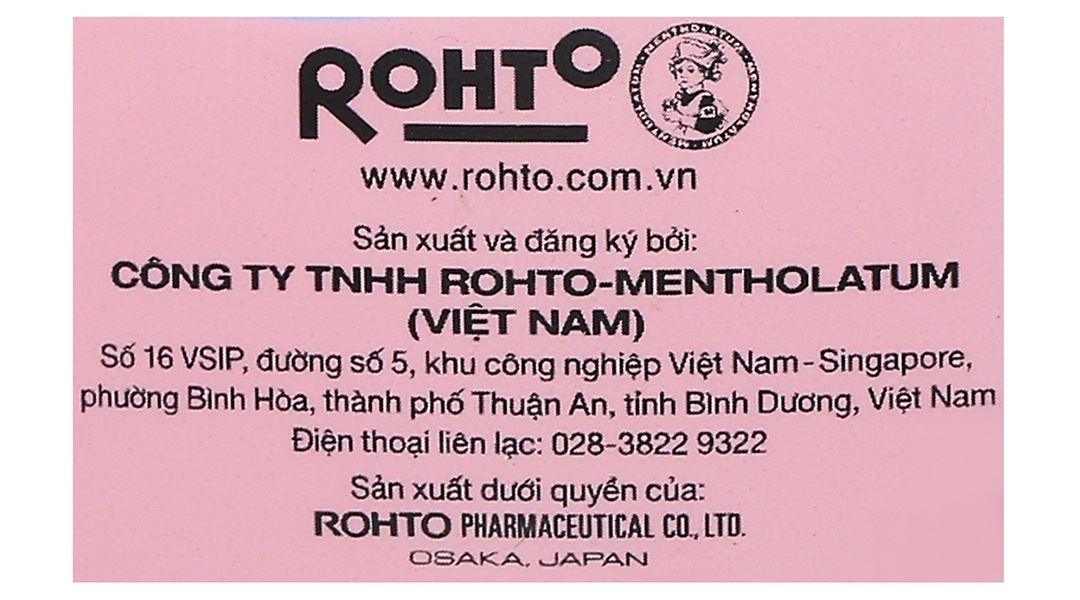 ROHTO
MENTHOLATUM · MENTHOLATUM · MENTHOLATUM ·
www.rohto.com.vn
Sản xuất và đăng ký bởi:
CÔNG TY TNHH ROHTO-MENTHOLATUM
(VIỆT NAM)
Số 16 VSIP, đường số 5, khu công nghiệp Việt Nam - Singapore,
phường Bình Hòa, thành phố Thuận An, tỉnh Bình Dương, Việt Nam
Điện thoại liên lạc: 028-3822 9322
Sản xuất dưới quyền của:
ROHTO PHARMACEUTICAL CO., LTD.
OSAKA, JAPAN